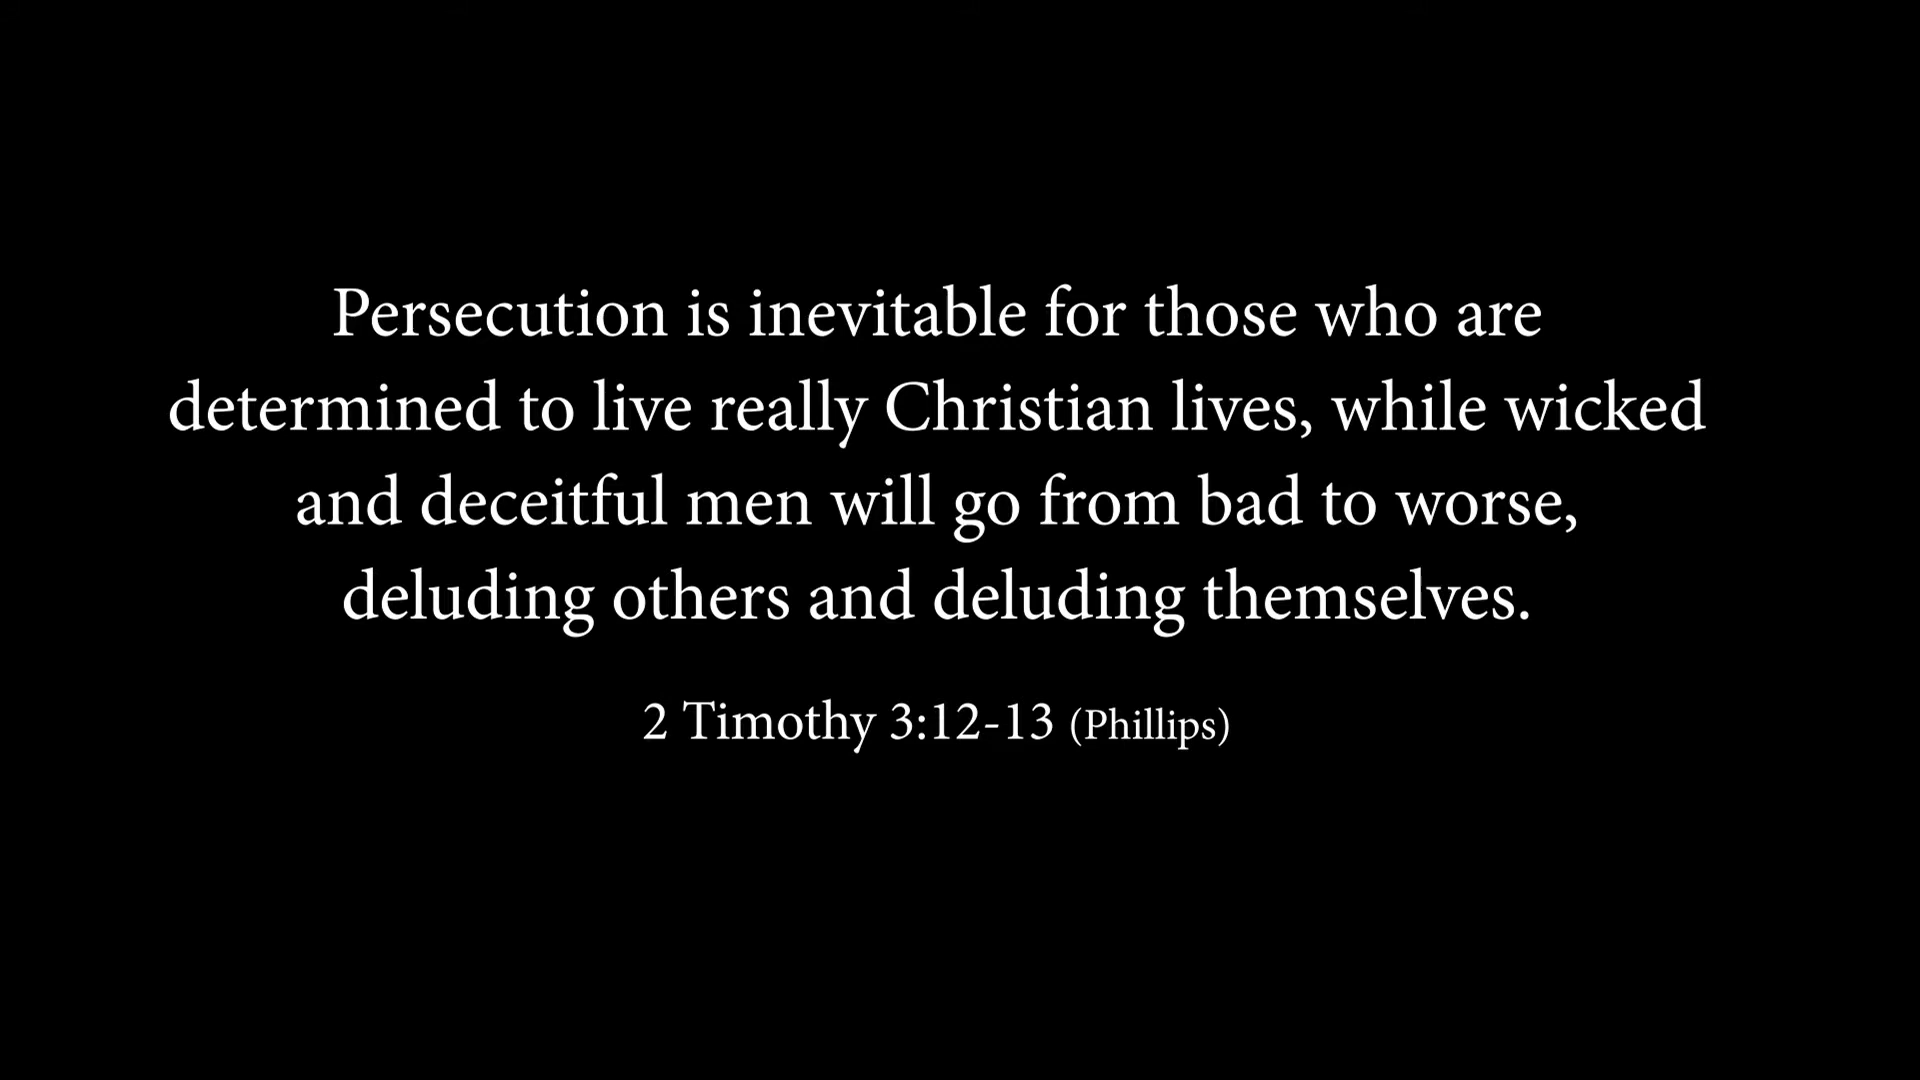 Persecution is inevitable for those who are
determined to live really Christian lives, while wicked
and deceitful men will go from bad to worse,
deluding others and deluding themselves.
2 Timothy 3:12-13 (Phillips)